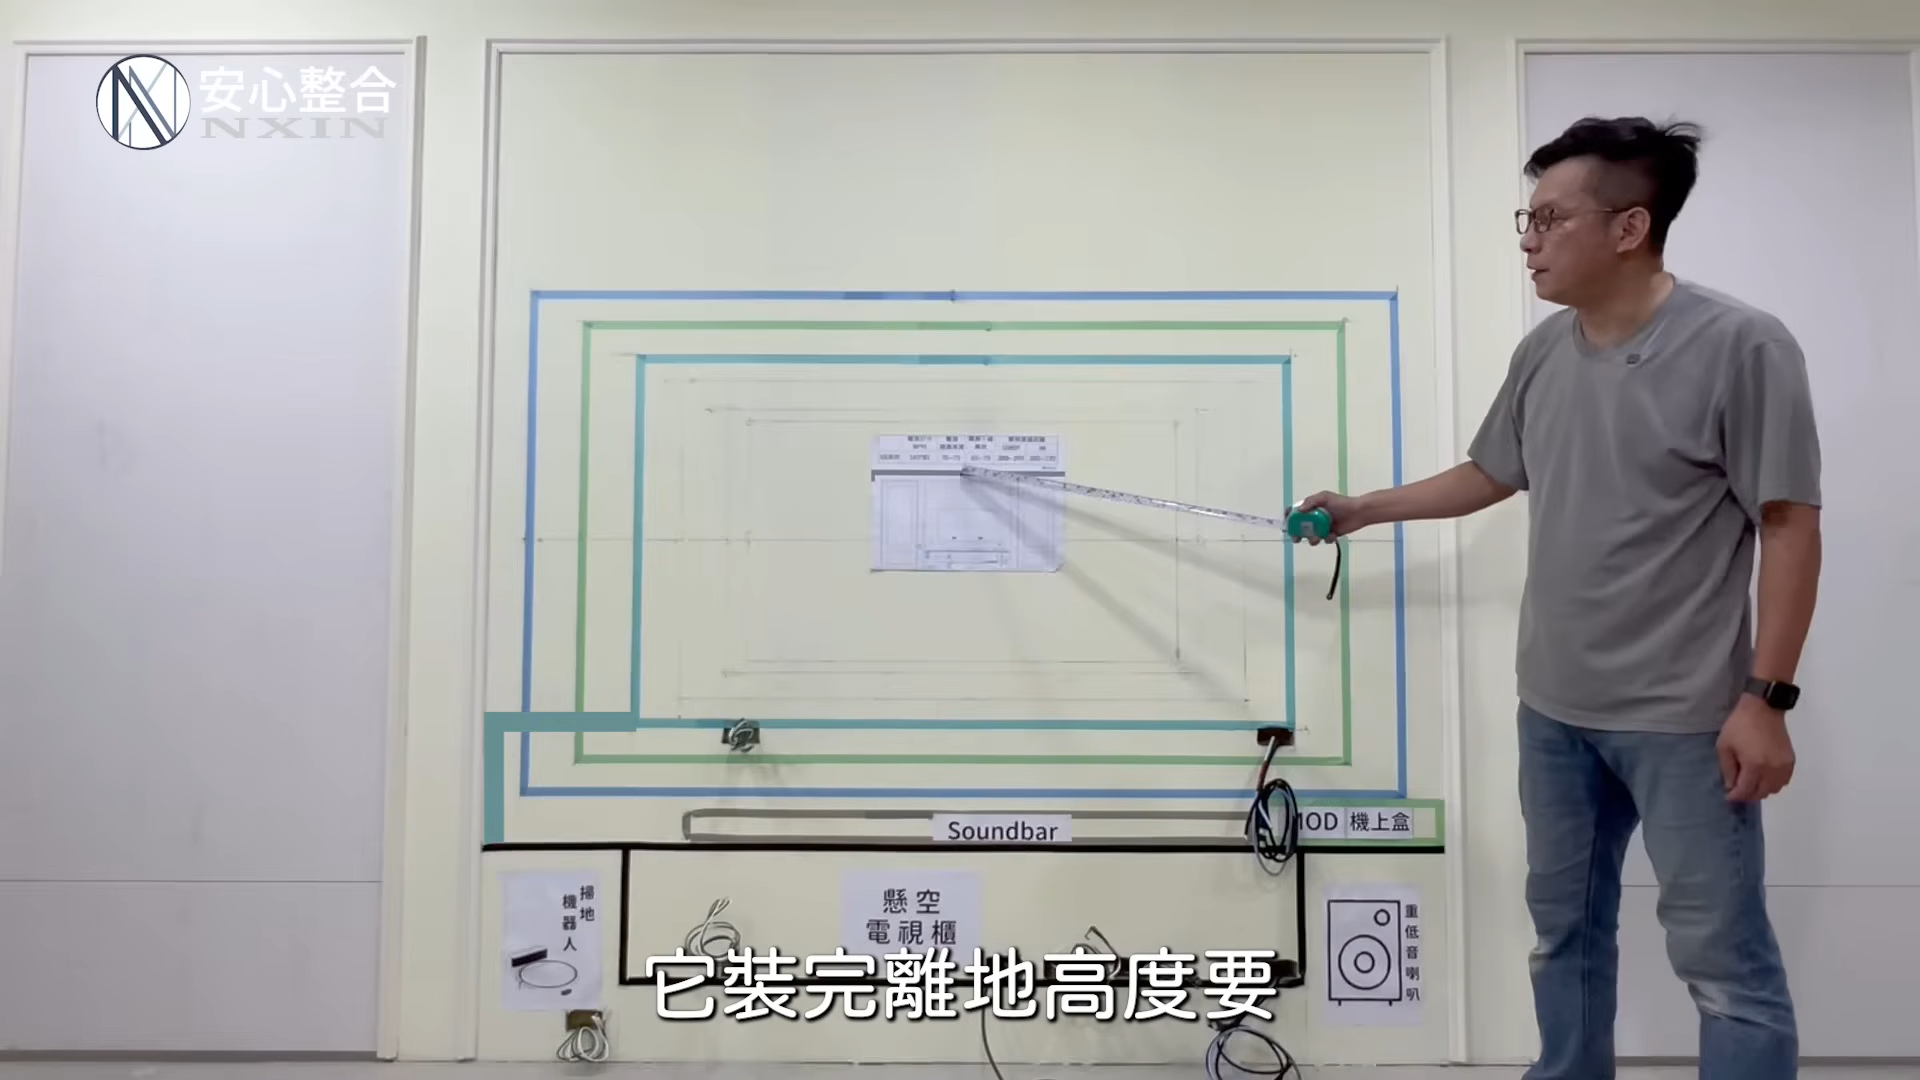 安心整合
NXIN
Soundbar
MOD 機上盒
掃地
機器人
懸空
電視櫃
重低音喇叭
它裝完離地高度要